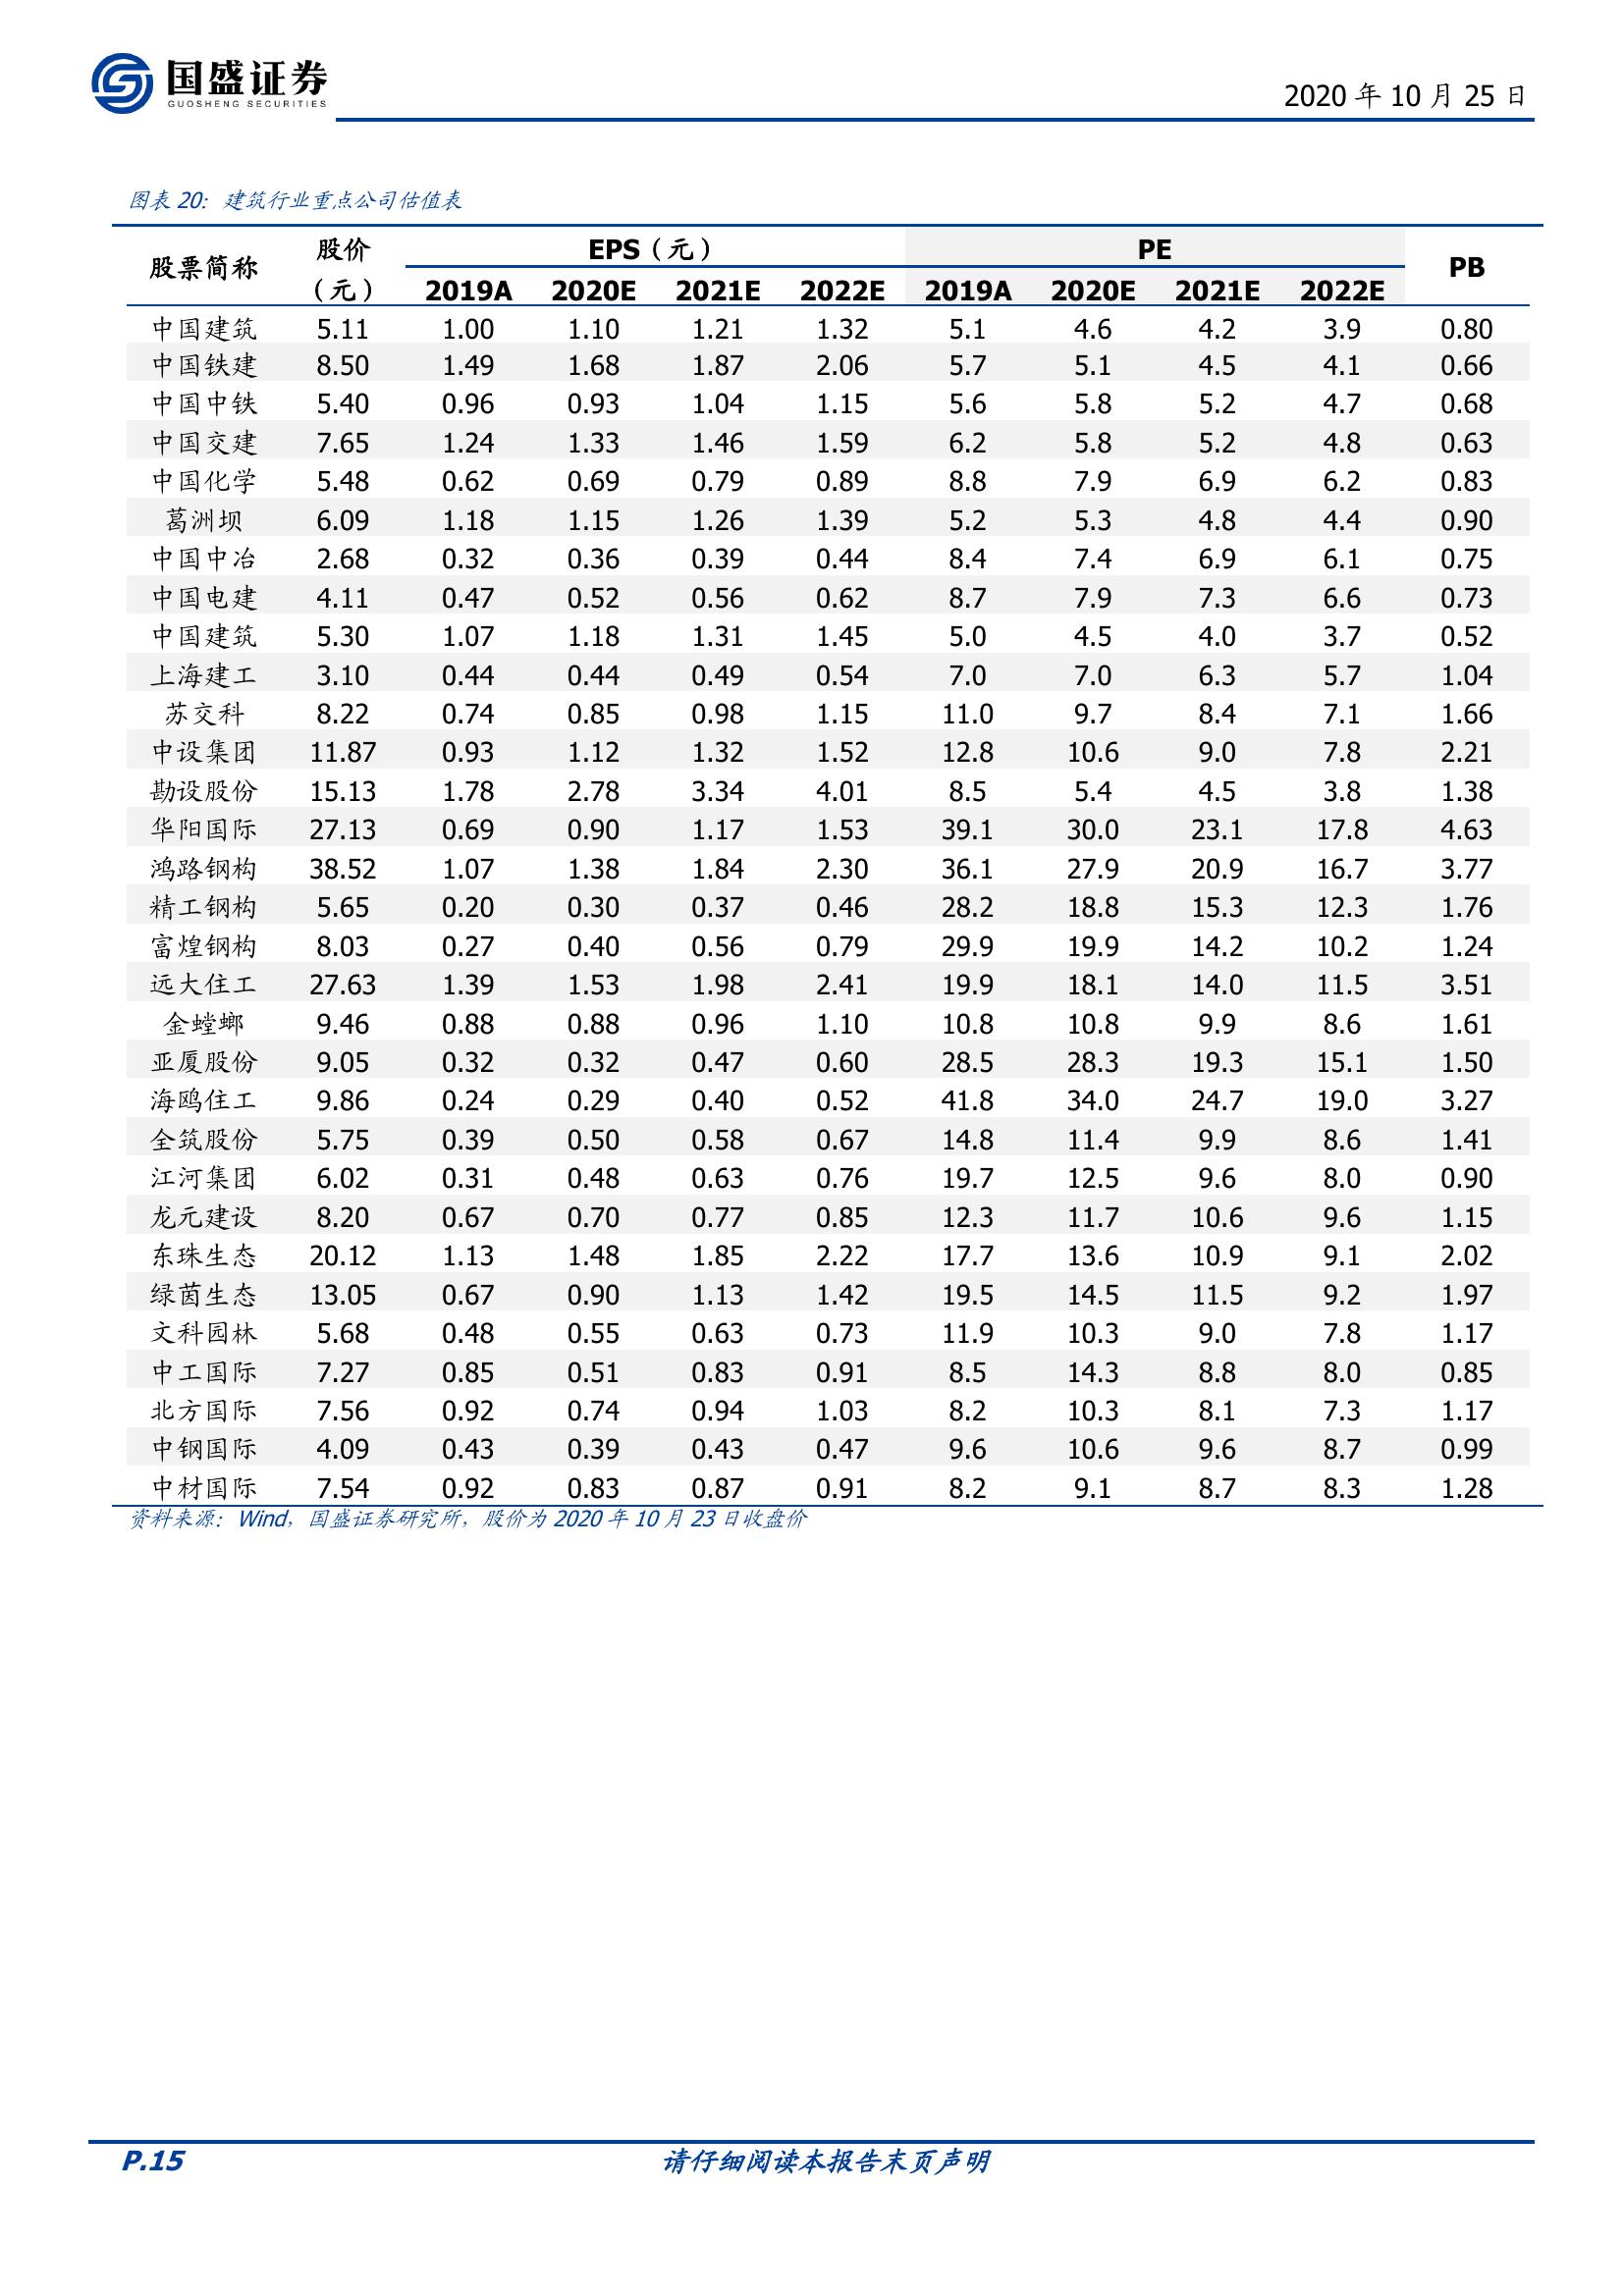 国盛证券
GUOSHENG SECURITIES
2020 年 10 月 25 日
图表 20: 建筑行业重点公司估值表
股票简称 股价（元） EPS（元） PE PB
2019A 2020E 2021E 2022E 2019A 2020E 2021E 2022E
中国建筑 5.11 1.00 1.10 1.21 1.32 5.1 4.6 4.2 3.9 0.80
中国铁建 8.50 1.49 1.68 1.87 2.06 5.7 5.1 4.5 4.1 0.66
中国中铁 5.40 0.96 0.93 1.04 1.15 5.6 5.8 5.2 4.7 0.68
中国交建 7.65 1.24 1.33 1.46 1.59 6.2 5.8 5.2 4.8 0.63
中国化学 5.48 0.62 0.69 0.79 0.89 8.8 7.9 6.9 6.2 0.83
葛洲坝 6.09 1.18 1.15 1.26 1.39 5.2 5.3 4.8 4.4 0.90
中国中冶 2.68 0.32 0.36 0.39 0.44 8.4 7.4 6.9 6.1 0.75
中国电建 4.11 0.47 0.52 0.56 0.62 8.7 7.9 7.3 6.6 0.73
中国建筑 5.30 1.07 1.18 1.31 1.45 5.0 4.5 4.0 3.7 0.52
上海建工 3.10 0.44 0.44 0.49 0.54 7.0 7.0 6.3 5.7 1.04
苏交科 8.22 0.74 0.85 0.98 1.15 11.0 9.7 8.4 7.1 1.66
中设集团 11.87 0.93 1.12 1.32 1.52 12.8 10.6 9.0 7.8 2.21
勘设股份 15.13 1.78 2.78 3.34 4.01 8.5 5.4 4.5 3.8 1.38
华阳国际 27.13 0.69 0.90 1.17 1.53 39.1 30.0 23.1 17.8 4.63
鸿路钢构 38.52 1.07 1.38 1.84 2.30 36.1 27.9 20.9 16.7 3.77
精工钢构 5.65 0.20 0.30 0.37 0.46 28.2 18.8 15.3 12.3 1.76
富煌钢构 8.03 0.27 0.40 0.56 0.79 29.9 19.9 14.2 10.2 1.24
远大住工 27.63 1.39 1.53 1.98 2.41 19.9 18.1 14.0 11.5 3.51
金螳螂 9.46 0.88 0.88 0.96 1.10 10.8 10.8 9.9 8.6 1.61
亚厦股份 9.05 0.32 0.32 0.47 0.60 28.5 28.3 19.3 15.1 1.50
海鸥住工 9.86 0.24 0.29 0.40 0.52 41.8 34.0 24.7 19.0 3.27
全筑股份 5.75 0.39 0.50 0.58 0.67 14.8 11.4 9.9 8.6 1.41
江河集团 6.02 0.31 0.48 0.63 0.76 19.7 12.5 9.6 8.0 0.90
龙元建设 8.20 0.67 0.70 0.77 0.85 12.3 11.7 10.6 9.6 1.15
东珠生态 20.12 1.13 1.48 1.85 2.22 17.7 13.6 10.9 9.1 2.02
绿茵生态 13.05 0.67 0.90 1.13 1.42 19.5 14.5 11.5 9.2 1.97
文科园林 5.68 0.48 0.55 0.63 0.73 11.9 10.3 9.0 7.8 1.17
中工国际 7.27 0.85 0.51 0.83 0.91 8.5 14.3 8.8 8.0 0.85
北方国际 7.56 0.92 0.74 0.94 1.03 8.2 10.3 8.1 7.3 1.17
中钢国际 4.09 0.43 0.39 0.43 0.47 9.6 10.6 9.6 8.7 0.99
中材国际 7.54 0.92 0.83 0.87 0.91 8.2 9.1 8.7 8.3 1.28
资料来源：Wind，国盛证券研究所，股价为 2020 年 10 月 23 日收盘价
P.15 请仔细阅读本报告末页声明